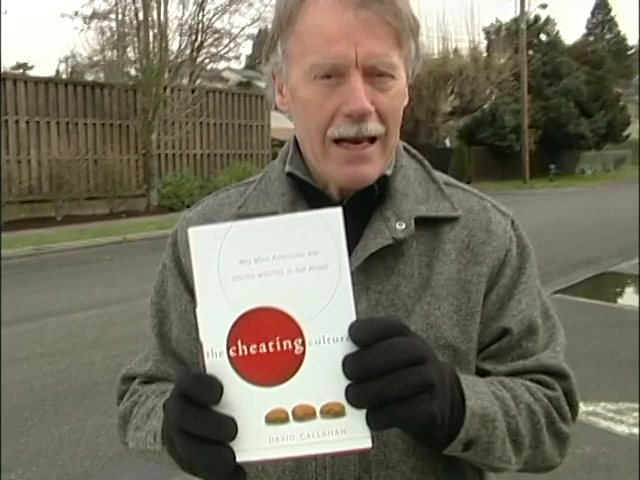 Why More Americans Are
DOING WRONG to Get Ahead
the cheating culture
DAVID CALLAHAN